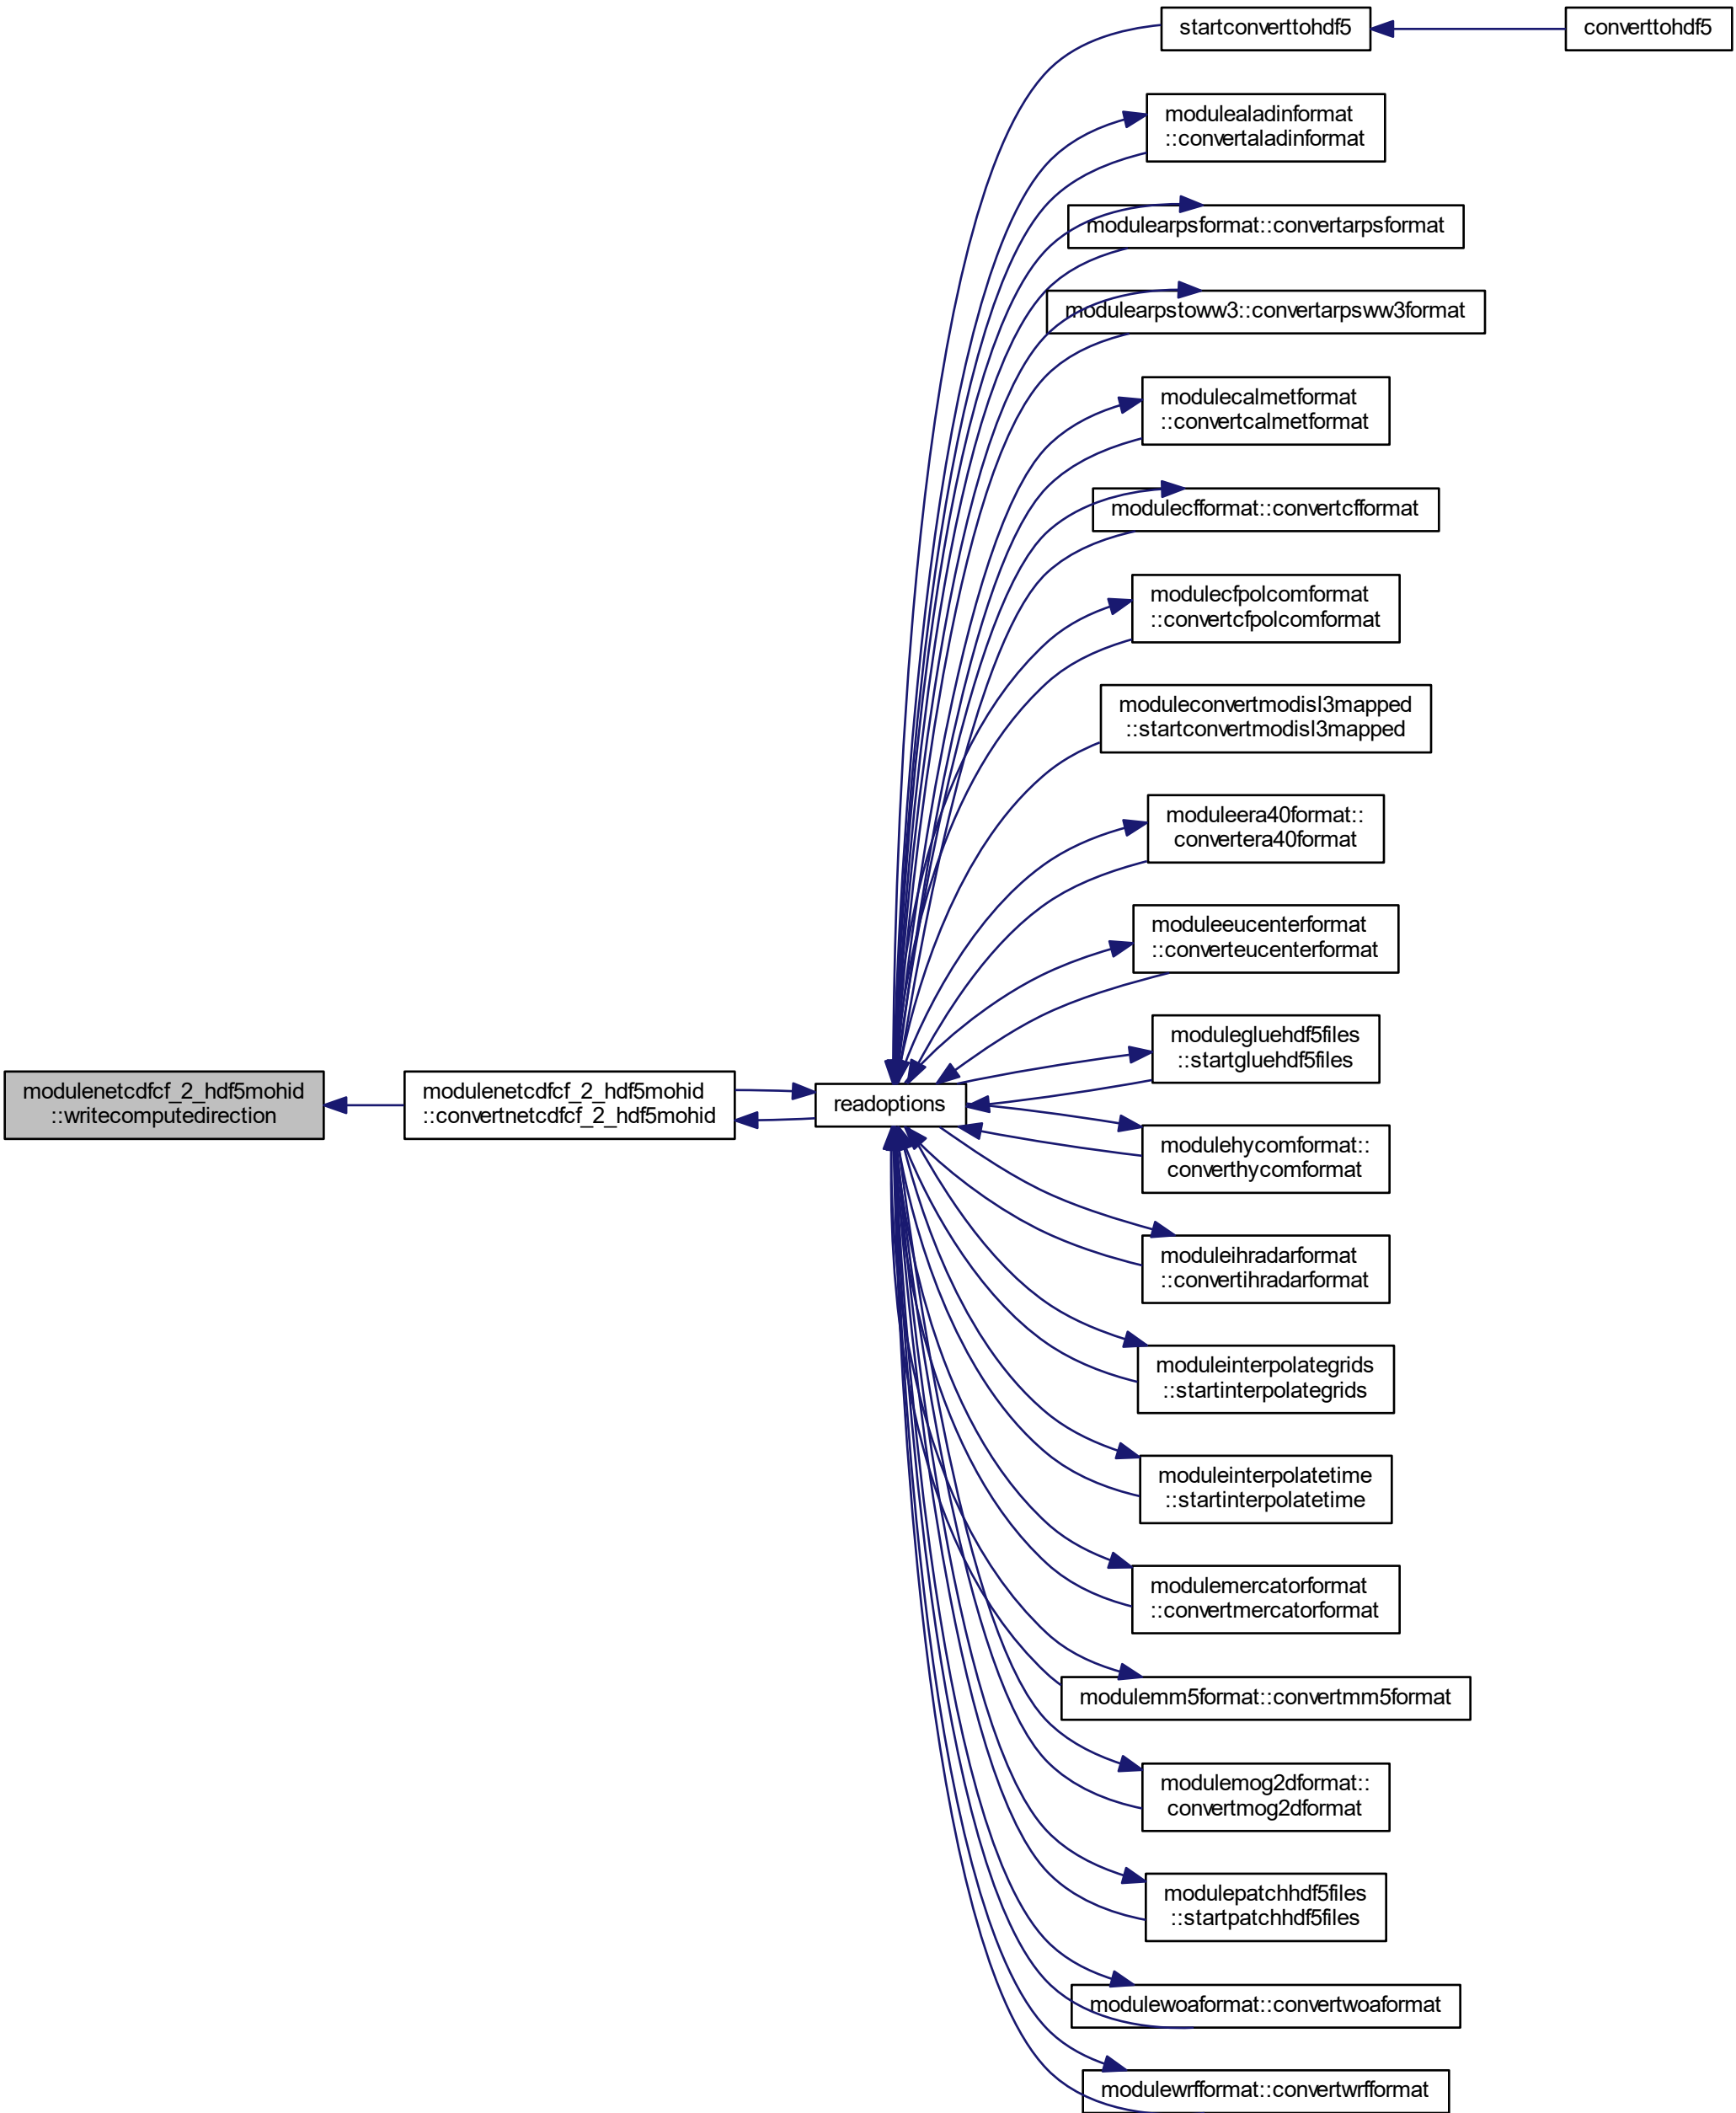 startconverttohdf5
converttohdf5
modulealadinformat
::convertaladinformat
modulearpsformat::convertarpsformat
modulearpstoww3::convertarpsww3format
modulecalmetformat
::convertcalmetformat
modulecfformat::convertcfformat
modulecfpolcomformat
::convertcfpolcomformat
moduleconvertmodisl3mapped
::startconvertmodisl3mapped
moduleera40format::
convertera40format
moduleeucenterformat
::converteucenterformat
modulenetcdfcf_2_hdf5mohid
::writecomputedirection
modulenetcdfcf_2_hdf5mohid
::convertnetcdfcf_2_hdf5mohid
readoptions
modulegluehdf5files
::startgluehdf5files
modulehycomformat::
converthycomformat
moduleihradarformat
::convertihradarformat
moduleinterpolategrids
::startinterpolategrids
moduleinterpolatetime
::startinterpolatetime
modulemercatorformat
::convertmercatorformat
modulemm5format::convertmm5format
modulemog2dformat::
convertmog2dformat
modulepatchhdf5files
::startpatchhdf5files
modulewoaformat::convertwoaformat
modulewrfformat::convertwrfformat